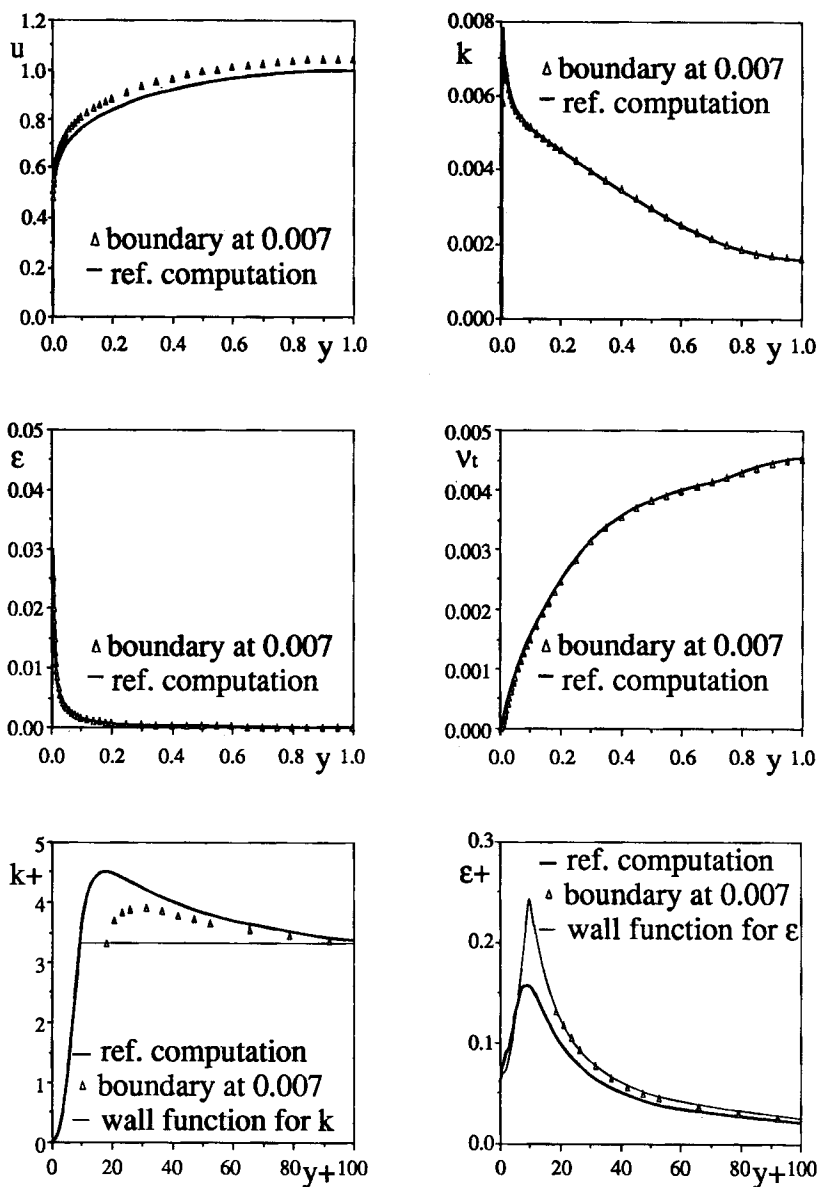 1.2
u
1.0
0.8
0.6
0.4
0.2
0.0
Δ boundary at 0.007
— ref. computation
0.0 0.2 0.4 0.6 0.8 y 1.0
0.008
k
0.006
0.004
0.002
0.000
Δ boundary at 0.007
— ref. computation
0.0 0.2 0.4 0.6 0.8 y 1.0
0.05
ε
0.04
0.03
0.02
0.01
0.00
Δ boundary at 0.007
— ref. computation
0.0 0.2 0.4 0.6 0.8 y 1.0
0.005
νt
0.004
0.003
0.002
0.001
0.000
Δ boundary at 0.007
— ref. computation
0.0 0.2 0.4 0.6 0.8 y 1.0
5
k+
4
3
2
1
0
— ref. computation
Δ boundary at 0.007
— wall function for k
0 20 40 60 80 y+ 100
0.3
ε+
0.2
0.1
0.0
— ref. computation
Δ boundary at 0.007
— wall function for ε
0 20 40 60 80 y+ 100